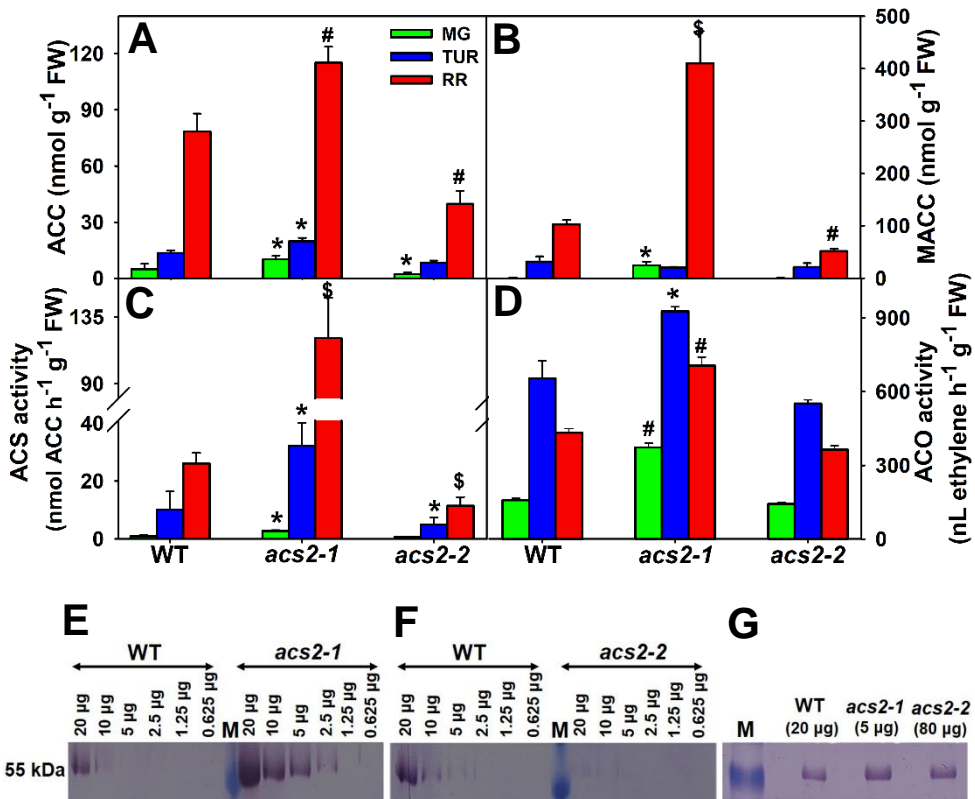 A
MG
TUR
RR
#
*
*
*
#
120
90
60
30
0
ACC (nmol g⁻¹ FW)
B
$
*
#
500
400
300
200
100
0
MACC (nmol g⁻¹ FW)
C
$
*
*
*
$
135
90
40
20
0
ACS activity
(nmol ACC h⁻¹ g⁻¹ FW)
WT acs2-1 acs2-2
D
*
#
#
900
600
300
0
ACO activity
(nL ethylene h⁻¹ g⁻¹ FW)
WT acs2-1 acs2-2
E
WT acs2-1
20 µg 10 µg 5 µg 2.5 µg 1.25 µg 0.625 µg M 20 µg 10 µg 5 µg 2.5 µg 1.25 µg 0.625 µg
55 kDa
F
WT acs2-2
20 µg 10 µg 5 µg 2.5 µg 1.25 µg 0.625 µg M 20 µg 10 µg 5 µg 2.5 µg 1.25 µg 0.625 µg
G
M WT acs2-1 acs2-2
(20 µg) (5 µg) (80 µg)